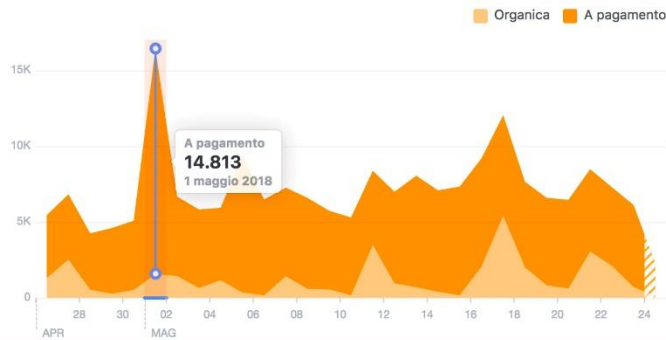 Organica A pagamento
15K
A pagamento
14.813
1 maggio 2018
10K
5K
0
28 30 02 04 06 08 10 12 14 16 18 20 22 24
APR MAG